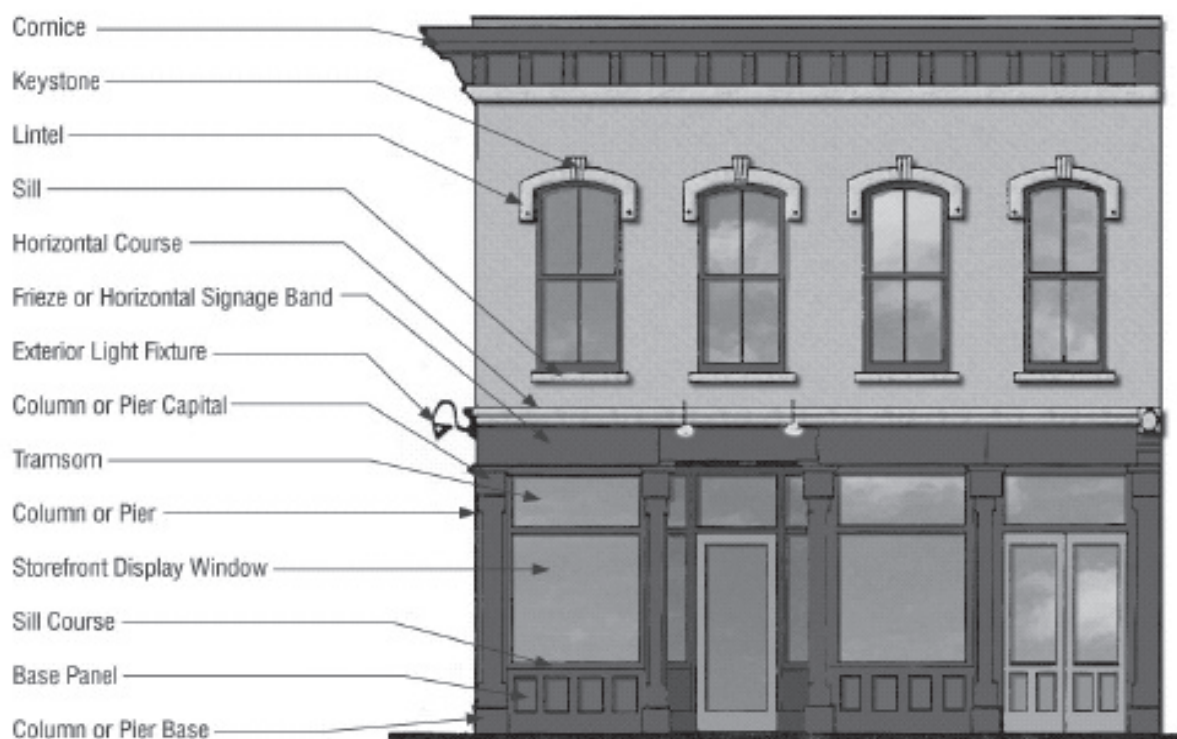 Cornice
Keystone
Lintel
Sill
Horizontal Course
Frieze or Horizontal Signage Band
Exterior Light Fixture
Column or Pier Capital
Tramsom
Column or Pier
Storefront Display Window
Sill Course
Base Panel
Column or Pier Base